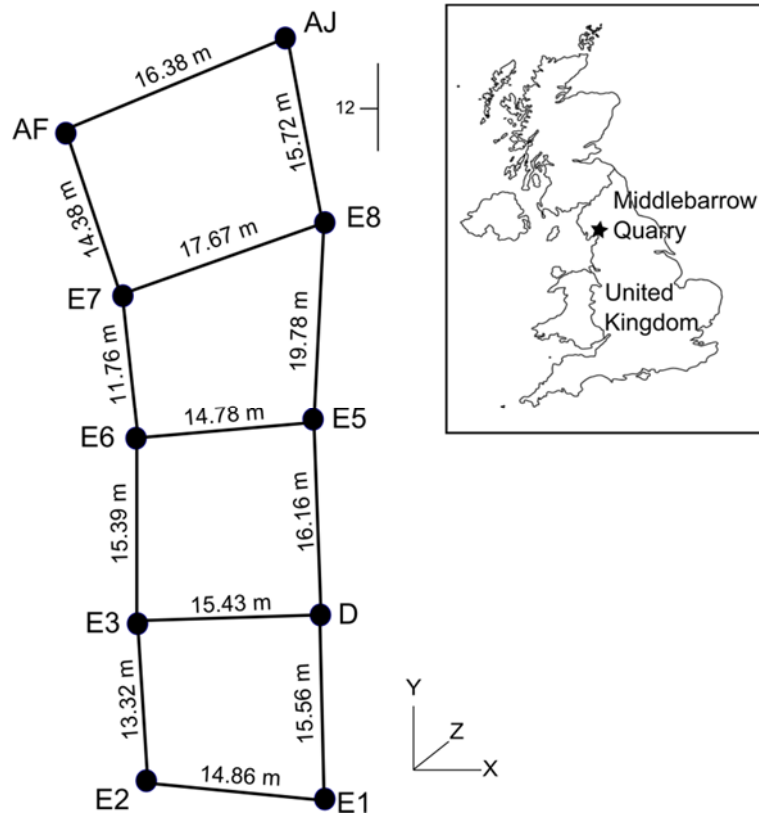 AJ
16.38 m
AF
12
15.72 m
14.38 m
E8
17.67 m
E7
Middlebarrow
Quarry
United
Kingdom
11.76 m
19.78 m
14.78 m
E5
E6
15.39 m
16.16 m
15.43 m
D
E3
13.32 m
15.56 m
Y
Z
X
14.86 m
E2
E1